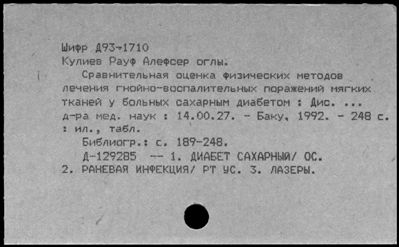 Шифр Д93-1710
Кулиев Рауф Алефсер оглы.
Сравнительная оценка физических методов
лечения гнойно-воспалительных поражений мягких
тканей у больных сахарным диабетом : Дис. ...
д-ра мед. наук : 14.00.27. - Баку, 1992. - 248 с.
: ил., табл.
Библиогр.: с. 189-248.
Д-129285 -- 1. ДИАБЕТ САХАРНЫЙ/ ОС.
2. РАНЕВАЯ ИНФЕКЦИЯ/ РТ УС. 3. ЛАЗЕРЫ.